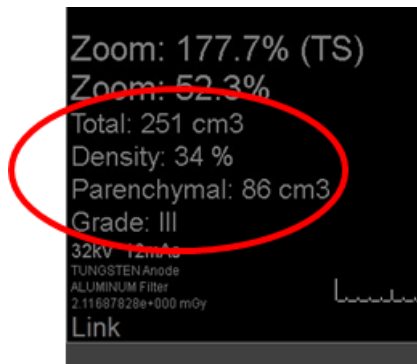 Zoom: 177.7% (TS)
Zoom: 52.3%
Total: 251 cm3
Density: 34 %
Parenchymal: 86 cm3
Grade: III
32kV 12mAs
TUNGSTEN Anode
ALUMINUM Filter
2.11687828e+000 mGy
Link